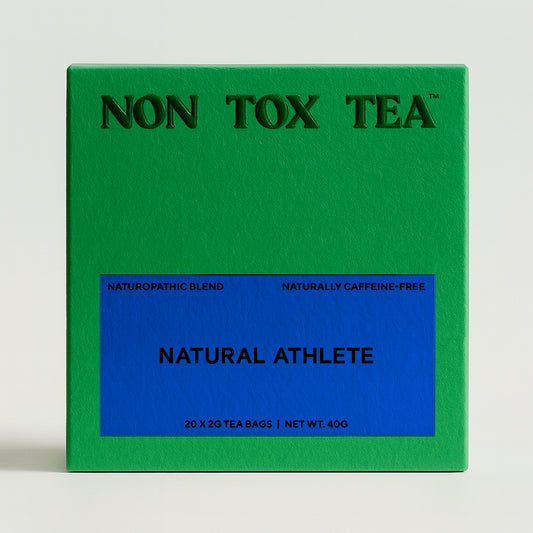 NON TOX TEA™
NATUROPATHIC BLEND NATURALLY CAFFEINE-FREE
NATURAL ATHLETE
20 X 2G TEA BAGS | NET WT. 40G